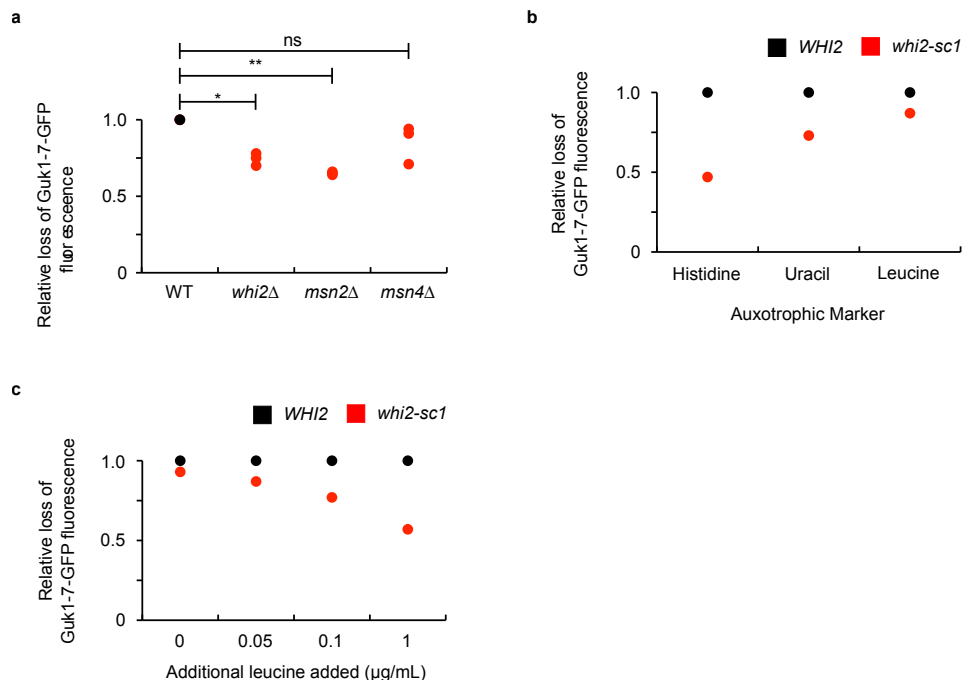 a
ns
**
*
1.0
0.5
0
Relative loss of Guk1-7-GFP
fluor esceence
WT whi2Δ msn2Δ msn4Δ
b
WHI2 whi2-sc1
1.0
0.5
0
Relative loss of
Guk1-7-GFP fluorescence
Histidine Uracil Leucine
Auxotrophic Marker
c
WHI2 whi2-sc1
1.0
0.5
0
Relative loss of
Guk1-7-GFP fluorescence
0 0.05 0.1 1
Additional leucine added (µg/mL)